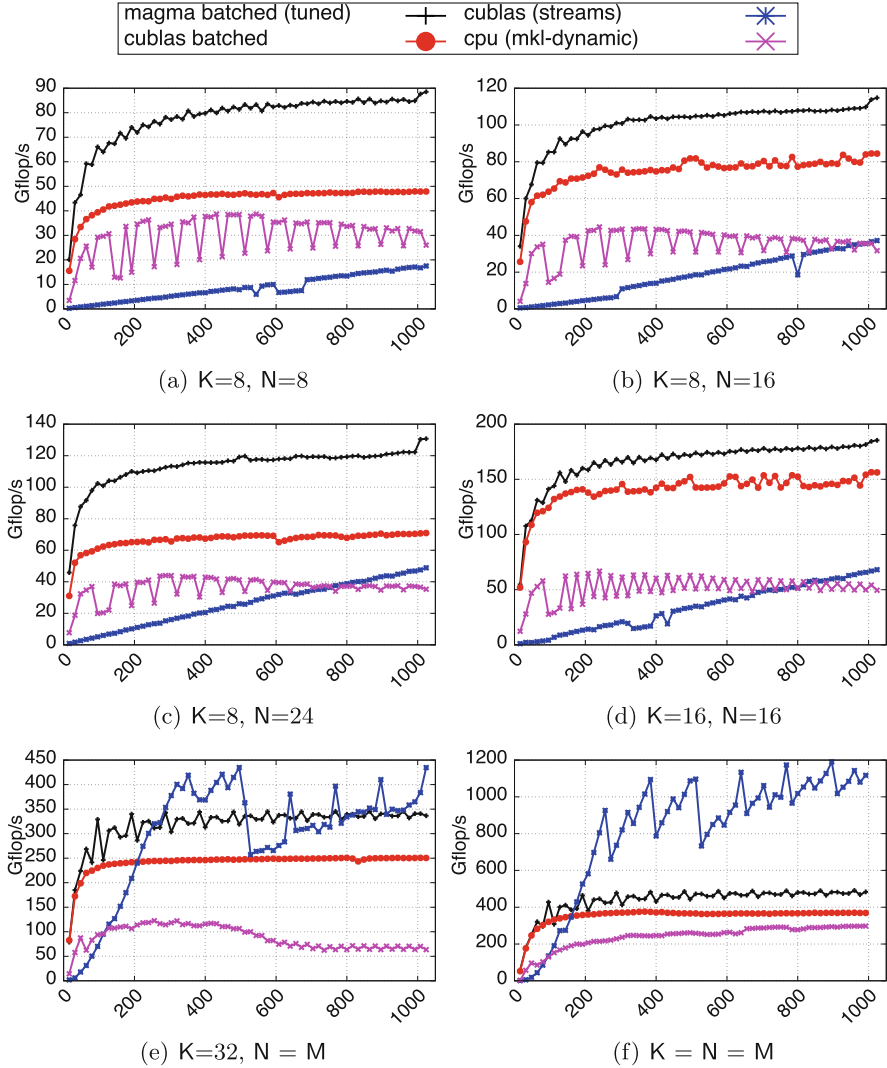 magma batched (tuned) cublas (streams)
cublas batched cpu (mkl-dynamic)
Gflop/s
90
80
70
60
50
40
30
20
10
0
0 200 400 600 800 1000
(a) K=8, N=8
Gflop/s
120
100
80
60
40
20
0
0 200 400 600 800 1000
(b) K=8, N=16
Gflop/s
140
120
100
80
60
40
20
0
0 200 400 600 800 1000
(c) K=8, N=24
Gflop/s
200
150
100
50
0
0 200 400 600 800 1000
(d) K=16, N=16
Gflop/s
450
400
350
300
250
200
150
100
50
0
0 200 400 600 800 1000
(e) K=32, N = M
Gflop/s
1200
1000
800
600
400
200
0
0 200 400 600 800 1000
(f) K = N = M